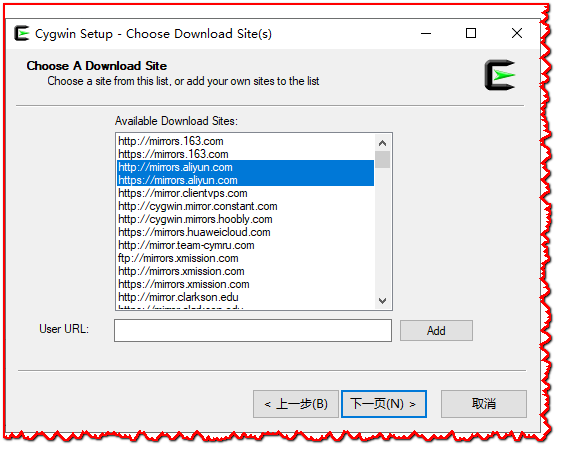 Cygwin Setup - Choose Download Site(s)
Choose A Download Site
Choose a site from this list, or add your own sites to the list
Available Download Sites:
http://mirrors.163.com
https://mirrors.163.com
http://mirrors.aliyun.com
https://mirrors.aliyun.com
http://mirror.clientvps.com
http://cygwin.mirror.constant.com
http://cygwin.mirrors.hoobly.com
https://mirrors.huaweicloud.com
http://mirror.team-cymru.com
ftp://mirrors.xmission.com
http://mirrors.xmission.com
https://mirrors.xmission.com
http://mirror.clarkson.edu
User URL:
Add
< 上一步(B)
下一页(N) >
取消